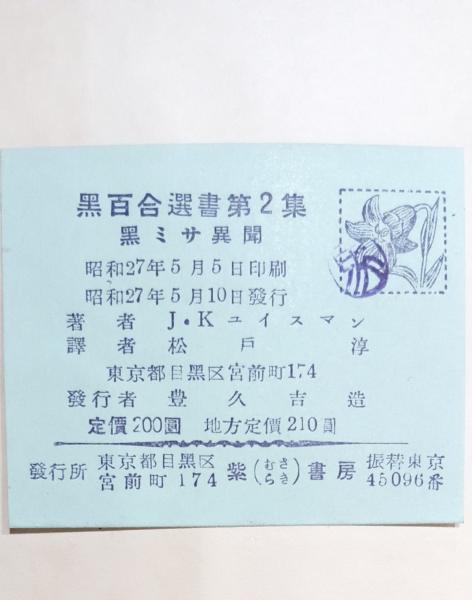 黑百合選書第2集
黑ミサ異聞
昭和27年5月5日印刷
昭和27年5月10日發行
著者 J・Kユイスマン
譯者 松戶淳
東京都目黑区宮前町174
發行者 豊久吉造
定價200圓 地方定價210圓
發行所 東京都目黑区宮前町174 紫(むらさき)書房 振替東京45096番